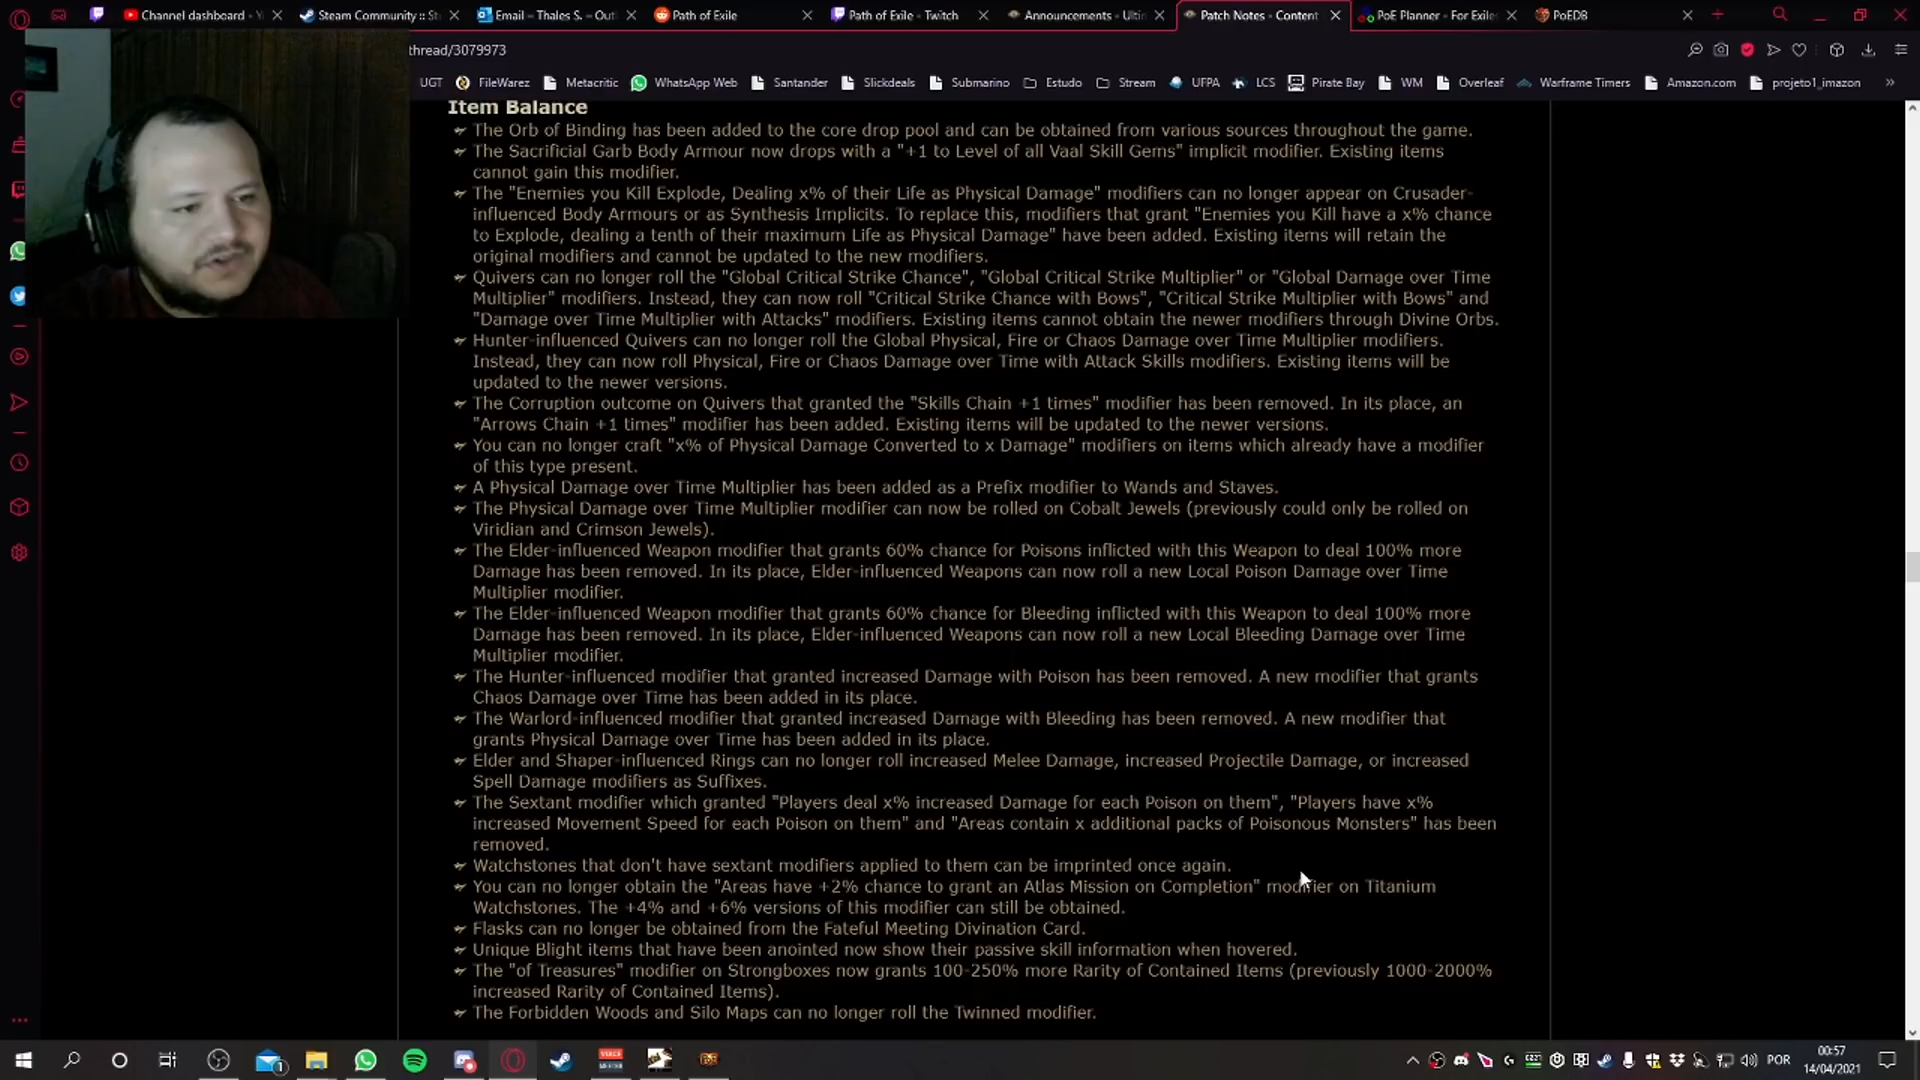 Channel dashboard - Y
Steam Community :: St
Email - Thales S. - Outl
Path of Exile
Path of Exile - Twitch
Announcements - Ultim
Patch Notes - Content
PoE Planner - For Exile
PoEDB
thread/3079973
UGT
FileWarez
Metacritic
WhatsApp Web
Santander
Slickdeals
Submarino
Estudo
Stream
UFPA
LCS
Pirate Bay
WM
Overleaf
Warframe Timers
Amazon.com
projeto1_imazon
Item Balance
The Orb of Binding has been added to the core drop pool and can be obtained from various sources throughout the game.
The Sacrificial Garb Body Armour now drops with a "+1 to Level of all Vaal Skill Gems" implicit modifier. Existing items
cannot gain this modifier.
The "Enemies you Kill Explode, Dealing x% of their Life as Physical Damage" modifiers can no longer appear on Crusader-
influenced Body Armours or as Synthesis Implicits. To replace this, modifiers that grant "Enemies you Kill have a x% chance
to Explode, dealing a tenth of their maximum Life as Physical Damage" have been added. Existing items will retain the
original modifiers and cannot be updated to the new modifiers.
Quivers can no longer roll the "Global Critical Strike Chance", "Global Critical Strike Multiplier" or "Global Damage over Time
Multiplier" modifiers. Instead, they can now roll "Critical Strike Chance with Bows", "Critical Strike Multiplier with Bows" and
"Damage over Time Multiplier with Attacks" modifiers. Existing items cannot obtain the newer modifiers through Divine Orbs.
Hunter-influenced Quivers can no longer roll the Global Physical, Fire or Chaos Damage over Time Multiplier modifiers.
Instead, they can now roll Physical, Fire or Chaos Damage over Time with Attack Skills modifiers. Existing items will be
updated to the newer versions.
The Corruption outcome on Quivers that granted the "Skills Chain +1 times" modifier has been removed. In its place, an
"Arrows Chain +1 times" modifier has been added. Existing items will be updated to the newer versions.
You can no longer craft "x% of Physical Damage Converted to x Damage" modifiers on items which already have a modifier
of this type present.
A Physical Damage over Time Multiplier has been added as a Prefix modifier to Wands and Staves.
The Physical Damage over Time Multiplier modifier can now be rolled on Cobalt Jewels (previously could only be rolled on
Viridian and Crimson Jewels).
The Elder-influenced Weapon modifier that grants 60% chance for Poisons inflicted with this Weapon to deal 100% more
Damage has been removed. In its place, Elder-influenced Weapons can now roll a new Local Poison Damage over Time
Multiplier modifier.
The Elder-influenced Weapon modifier that grants 60% chance for Bleeding inflicted with this Weapon to deal 100% more
Damage has been removed. In its place, Elder-influenced Weapons can now roll a new Local Bleeding Damage over Time
Multiplier modifier.
The Hunter-influenced modifier that granted increased Damage with Poison has been removed. A new modifier that grants
Chaos Damage over Time has been added in its place.
The Warlord-influenced modifier that granted increased Damage with Bleeding has been removed. A new modifier that
grants Physical Damage over Time has been added in its place.
Elder and Shaper-influenced Rings can no longer roll increased Melee Damage, increased Projectile Damage, or increased
Spell Damage modifiers as Suffixes.
The Sextant modifier which granted "Players deal x% increased Damage for each Poison on them", "Players have x%
increased Movement Speed for each Poison on them" and "Areas contain x additional packs of Poisonous Monsters" has been
removed.
Watchstones that don't have sextant modifiers applied to them can be imprinted once again.
You can no longer obtain the "Areas have +2% chance to grant an Atlas Mission on Completion" modifier on Titanium
Watchstones. The +4% and +6% versions of this modifier can still be obtained.
Flasks can no longer be obtained from the Fateful Meeting Divination Card.
Unique Blight items that have been anointed now show their passive skill information when hovered.
The "of Treasures" modifier on Strongboxes now grants 100-250% more Rarity of Contained Items (previously 1000-2000%
increased Rarity of Contained Items).
The Forbidden Woods and Silo Maps can no longer roll the Twinned modifier.
POR
00:57
14/04/2021